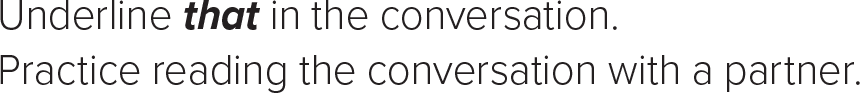 Underline that in the conversation.
Practice reading the conversation with a partner.